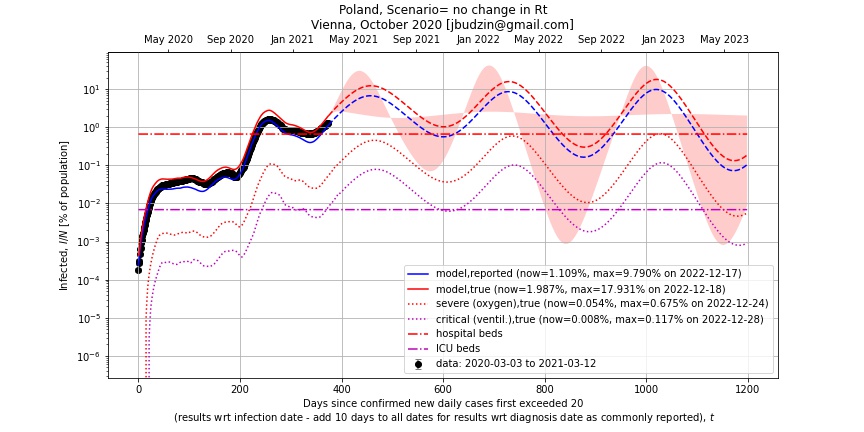 Poland, Scenario= no change in Rt
Vienna, October 2020 [jbudzin@gmail.com]
May 2020 Sep 2020 Jan 2021 May 2021 Sep 2021 Jan 2022 May 2022 Sep 2022 Jan 2023 May 2023
Infected, I/N [% of population]
10¹
10⁰
10⁻¹
10⁻²
10⁻³
10⁻⁴
10⁻⁵
10⁻⁶
model,reported (now=1.109%, max=9.790% on 2022-12-17)
model,true (now=1.987%, max=17.931% on 2022-12-18)
severe (oxygen),true (now=0.054%, max=0.675% on 2022-12-24)
critical (ventil.),true (now=0.008%, max=0.117% on 2022-12-28)
hospital beds
ICU beds
data: 2020-03-03 to 2021-03-12
0 200 400 600 800 1000 1200
Days since confirmed new daily cases first exceeded 20
(results wrt infection date - add 10 days to all dates for results wrt diagnosis date as commonly reported), t